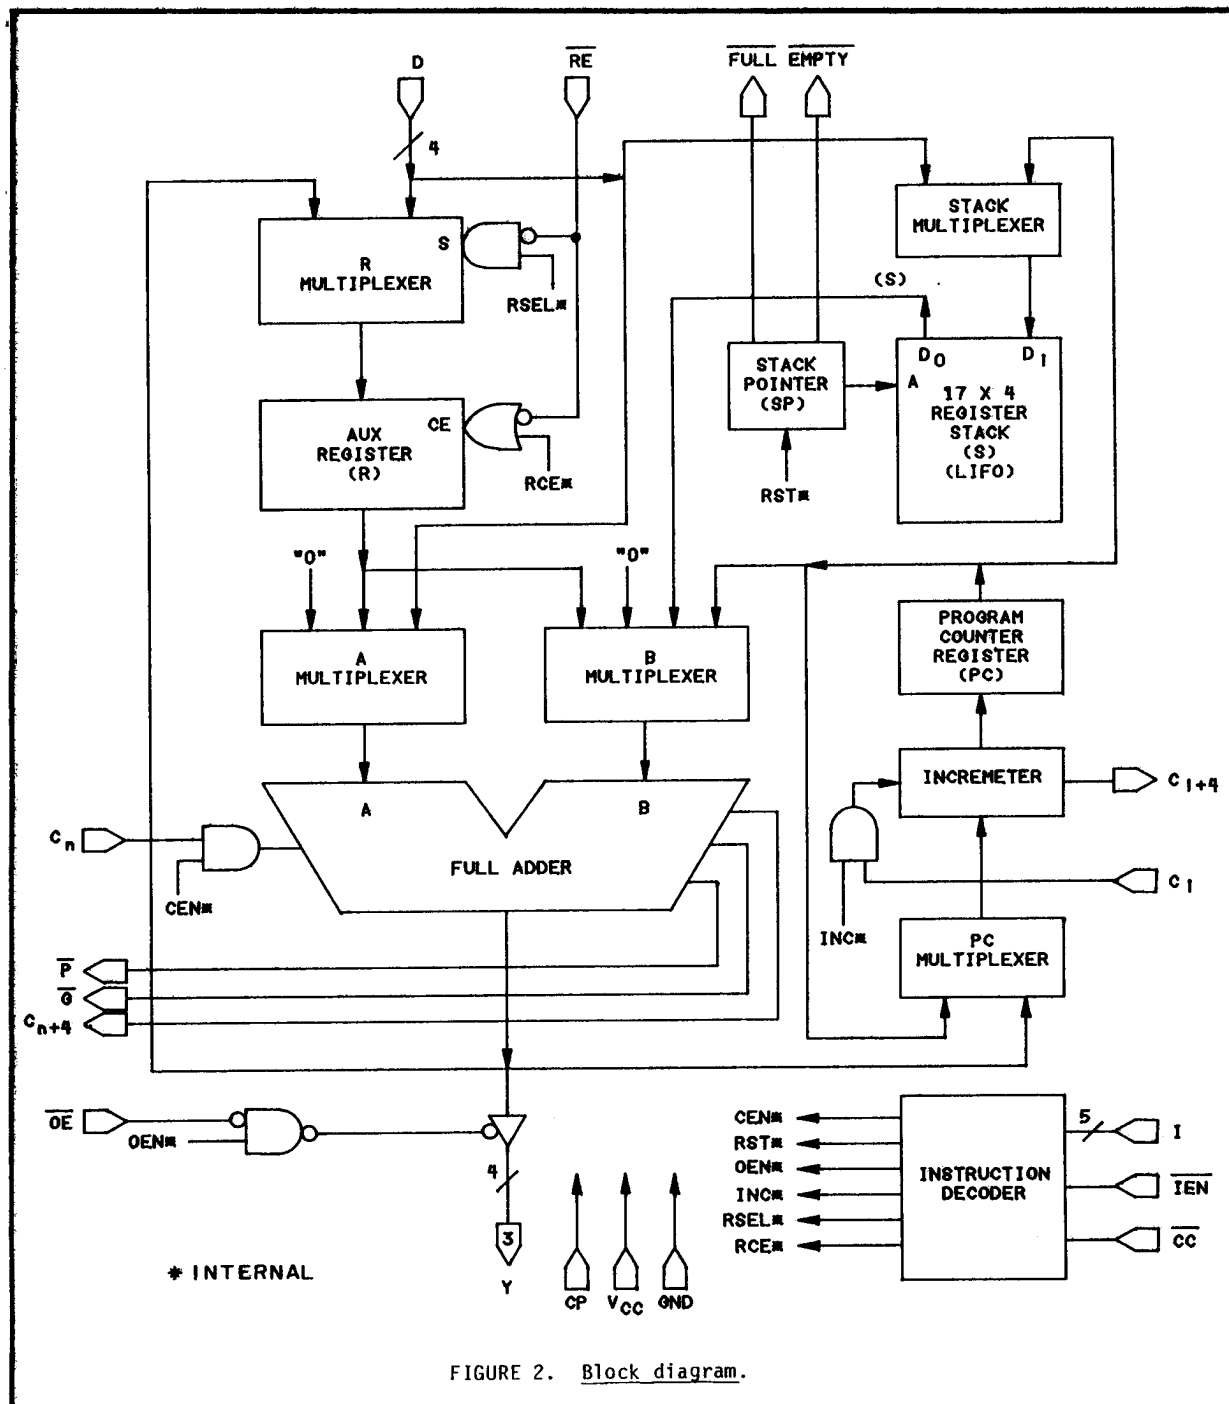 D
RE
FULL EMPTY
4
S
R
MULTIPLEXER
RSEL*
STACK
MULTIPLEXER
(S)
STACK
POINTER
(SP)
RST*
D0
DI
A
17 X 4
REGISTER
STACK
(S)
(LIFO)
CE
AUX
REGISTER
(R)
RCE*
"0"
"0"
A
MULTIPLEXER
B
MULTIPLEXER
PROGRAM
COUNTER
REGISTER
(PC)
INCREMETER
Ci+4
A
B
FULL ADDER
Cn
CEN*
INC*
CI
PC
MULTIPLEXER
P
G
Cn+4
OE
OEN*
4
3
Y
CP VCC GND
CEN*
RST*
OEN*
INC*
RSEL*
RCE*
INSTRUCTION
DECODER
5
I
IEN
CC
* INTERNAL
FIGURE 2. Block diagram.